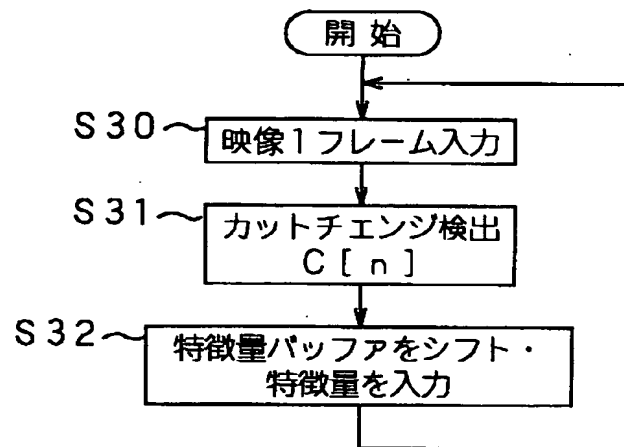 開始
S30
映像1フレーム入力
S31
カットチェンジ検出
C[n]
S32
特徴量バッファをシフト・
特徴量を入力